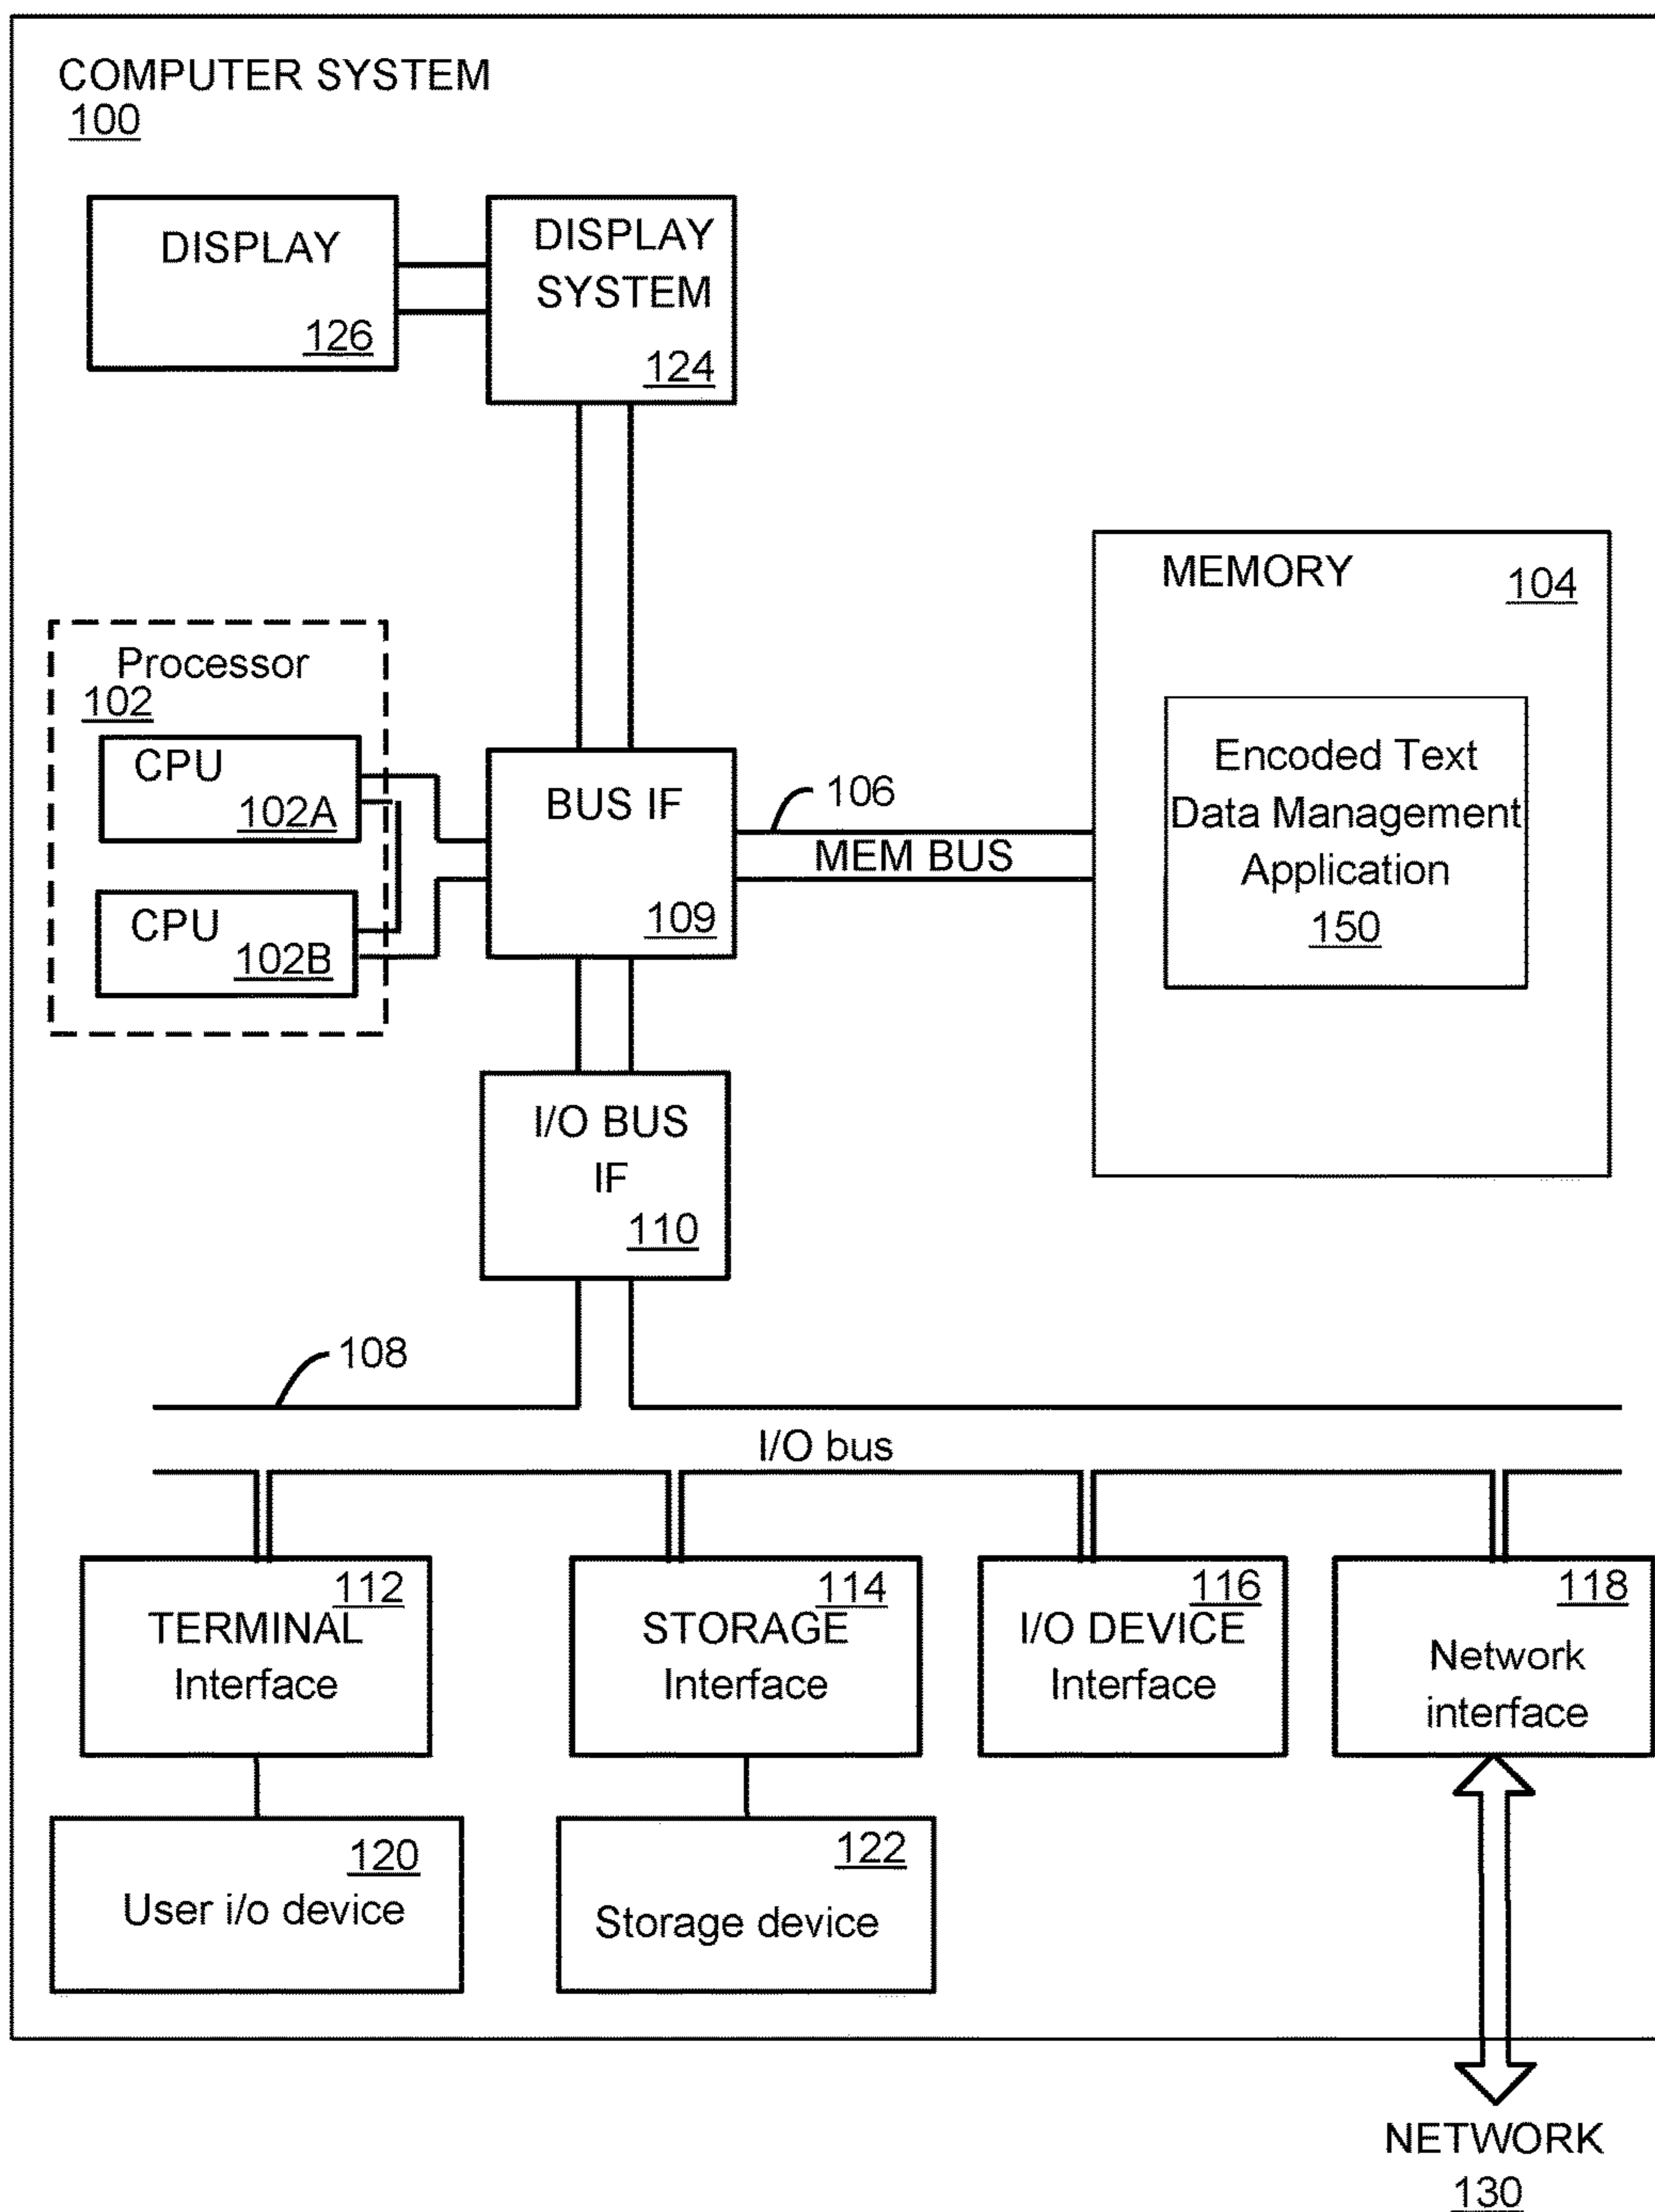 COMPUTER SYSTEM
100
DISPLAY
126
DISPLAY
SYSTEM
124
MEMORY
104
Encoded Text
Data Management
Application
150
Processor
102
CPU
102A
CPU
102B
BUS IF
109
106
MEM BUS
I/O BUS
IF
110
108
I/O bus
112
TERMINAL
Interface
114
STORAGE
Interface
116
I/O DEVICE
Interface
118
Network
interface
120
User i/o device
122
Storage device
NETWORK
130